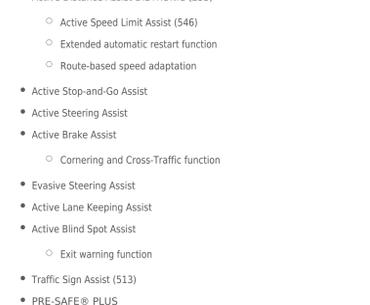 Active Speed Limit Assist (546)
Extended automatic restart function
Route-based speed adaptation
Active Stop-and-Go Assist
Active Steering Assist
Active Brake Assist
Cornering and Cross-Traffic function
Evasive Steering Assist
Active Lane Keeping Assist
Active Blind Spot Assist
Exit warning function
Traffic Sign Assist (513)
PRE-SAFE® PLUS